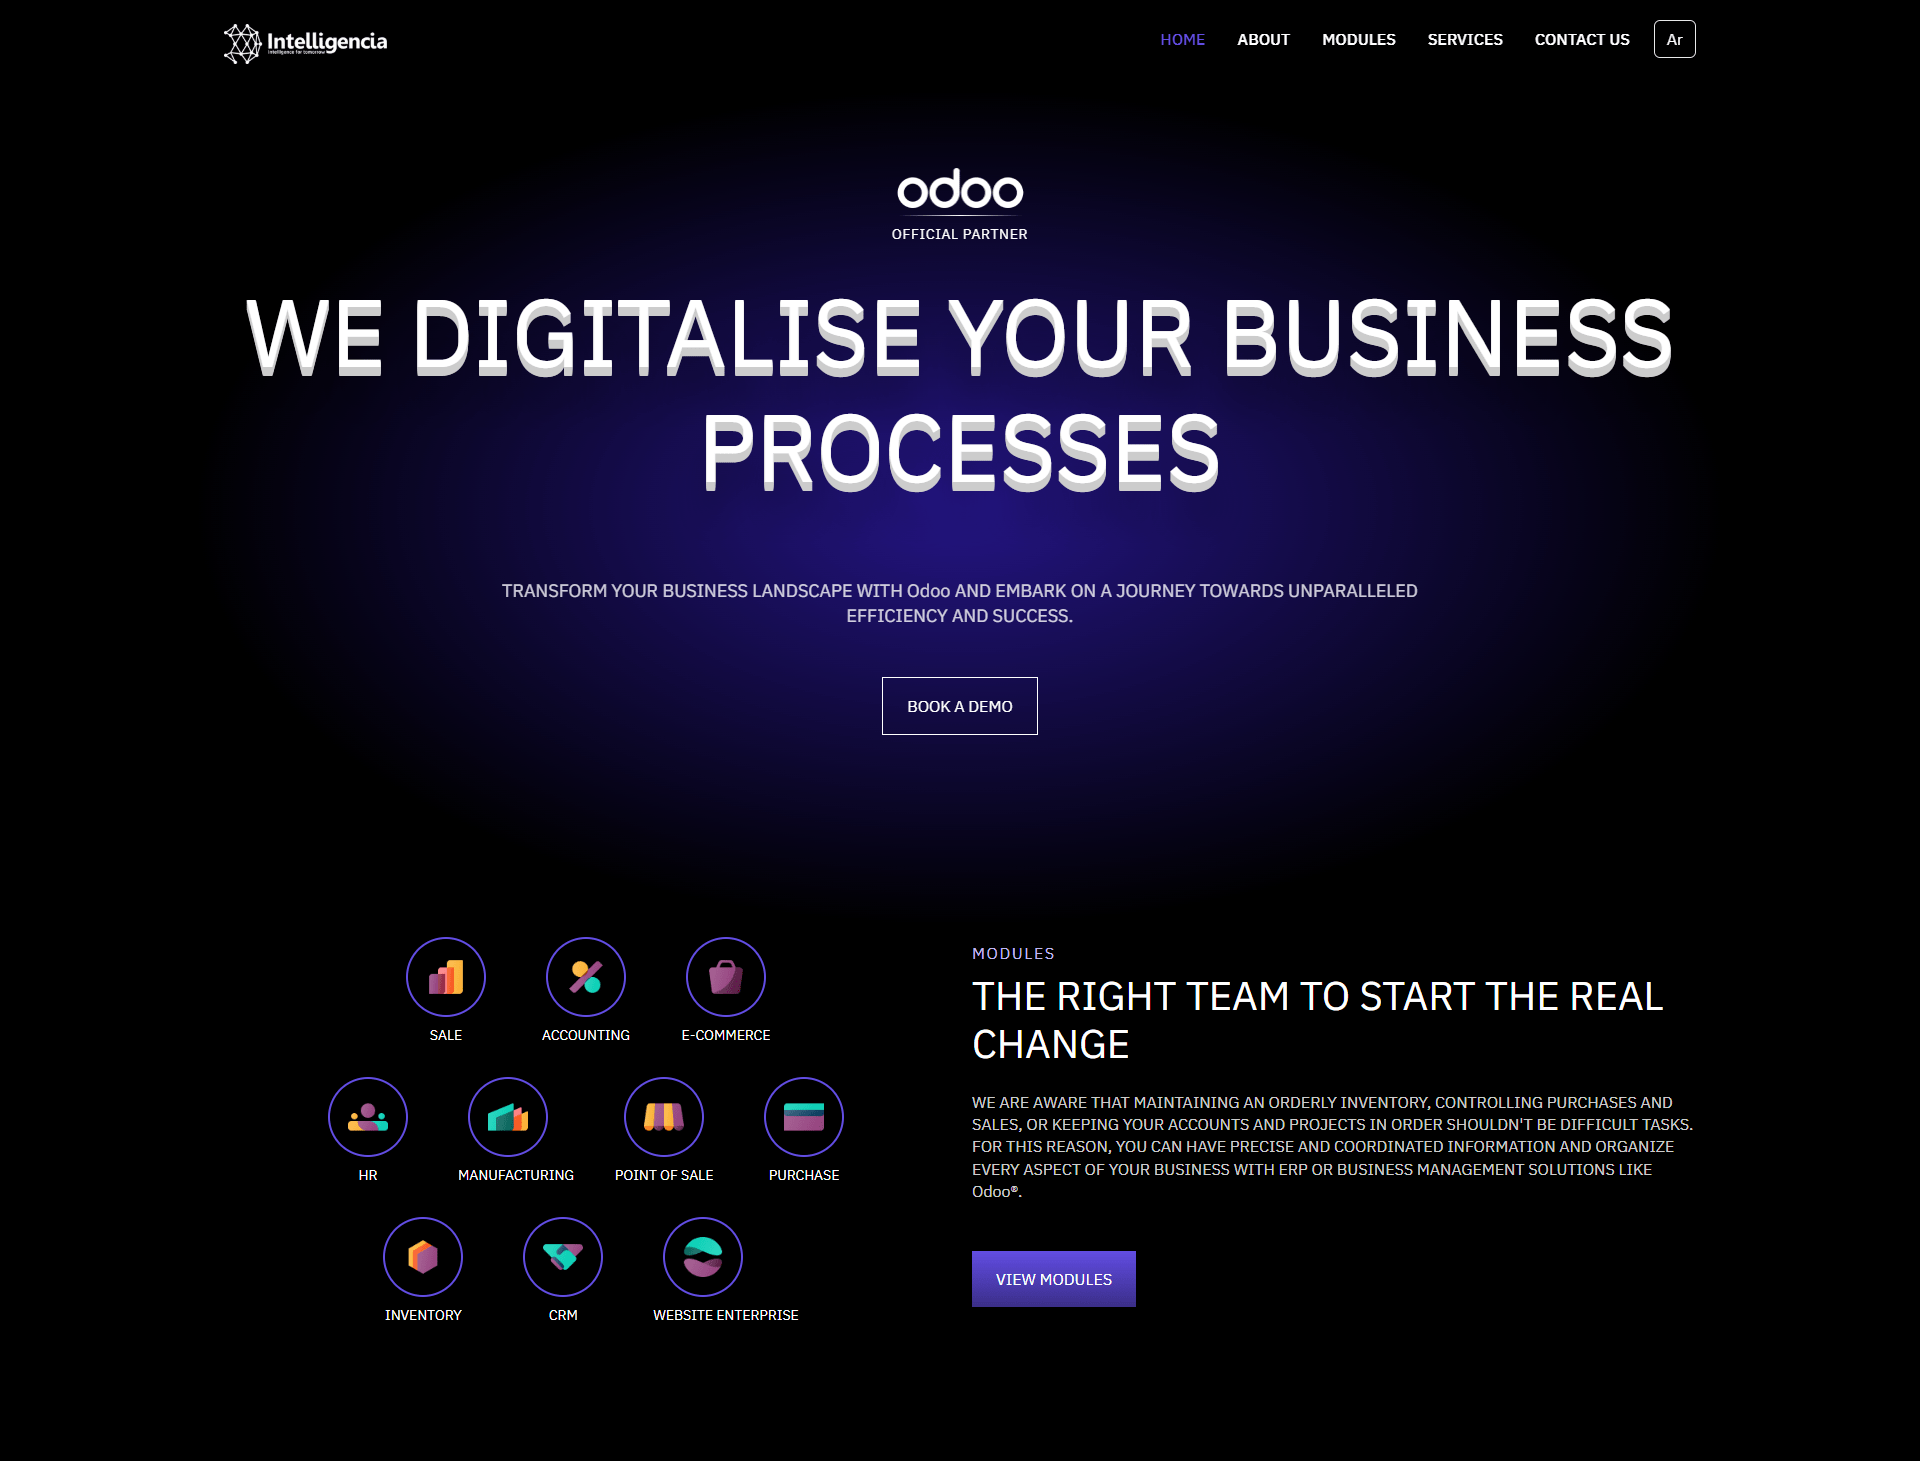 Intelligencia
Intelligence for tomorrow
HOME
ABOUT
MODULES
SERVICES
CONTACT US
Ar
odoo
OFFICIAL PARTNER
WE DIGITALISE YOUR BUSINESS
PROCESSES
TRANSFORM YOUR BUSINESS LANDSCAPE WITH Odoo AND EMBARK ON A JOURNEY TOWARDS UNPARALLELED
EFFICIENCY AND SUCCESS.
BOOK A DEMO
SALE
ACCOUNTING
E-COMMERCE
HR
MANUFACTURING
POINT OF SALE
PURCHASE
INVENTORY
CRM
WEBSITE ENTERPRISE
MODULES
THE RIGHT TEAM TO START THE REAL
CHANGE
WE ARE AWARE THAT MAINTAINING AN ORDERLY INVENTORY, CONTROLLING PURCHASES AND
SALES, OR KEEPING YOUR ACCOUNTS AND PROJECTS IN ORDER SHOULDN'T BE DIFFICULT TASKS.
FOR THIS REASON, YOU CAN HAVE PRECISE AND COORDINATED INFORMATION AND ORGANIZE
EVERY ASPECT OF YOUR BUSINESS WITH ERP OR BUSINESS MANAGEMENT SOLUTIONS LIKE
Odoo®.
VIEW MODULES